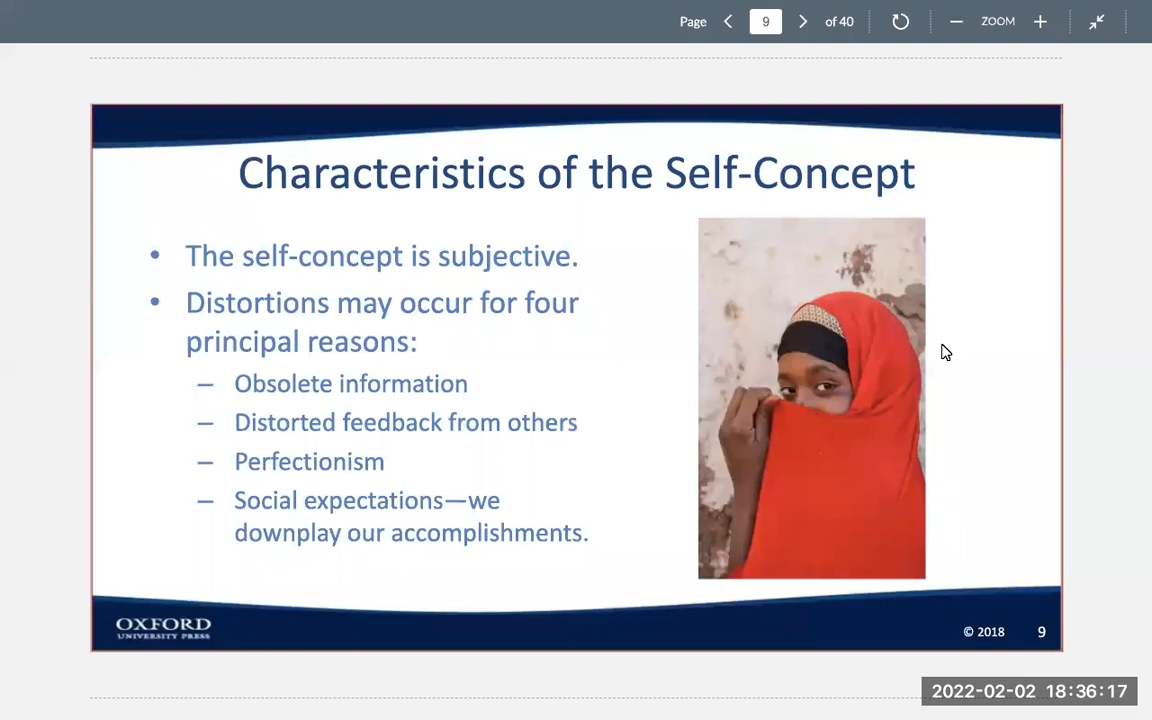 Page 9 of 40 ZOOM
Characteristics of the Self-Concept
• The self-concept is subjective.
• Distortions may occur for four
principal reasons:
– Obsolete information
– Distorted feedback from others
– Perfectionism
– Social expectations—we
downplay our accomplishments.
OXFORD
UNIVERSITY PRESS
© 2018 9
2022-02-02 18:36:17